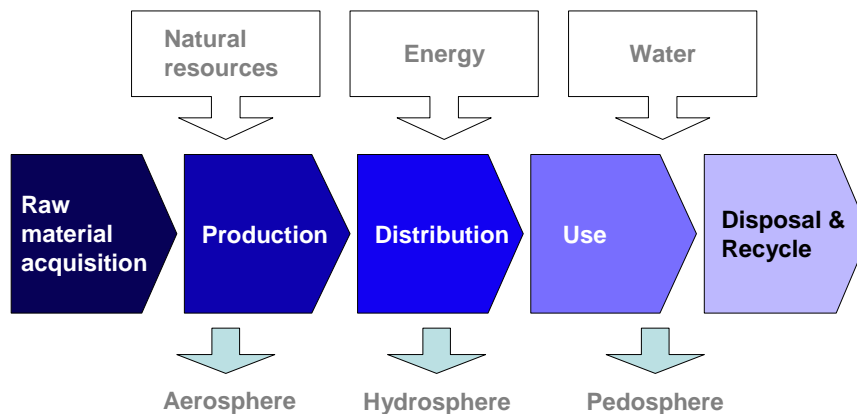 Natural
resources
Energy
Water
Raw
material
acquisition
Production
Distribution
Use
Disposal &
Recycle
Aerosphere
Hydrosphere
Pedosphere